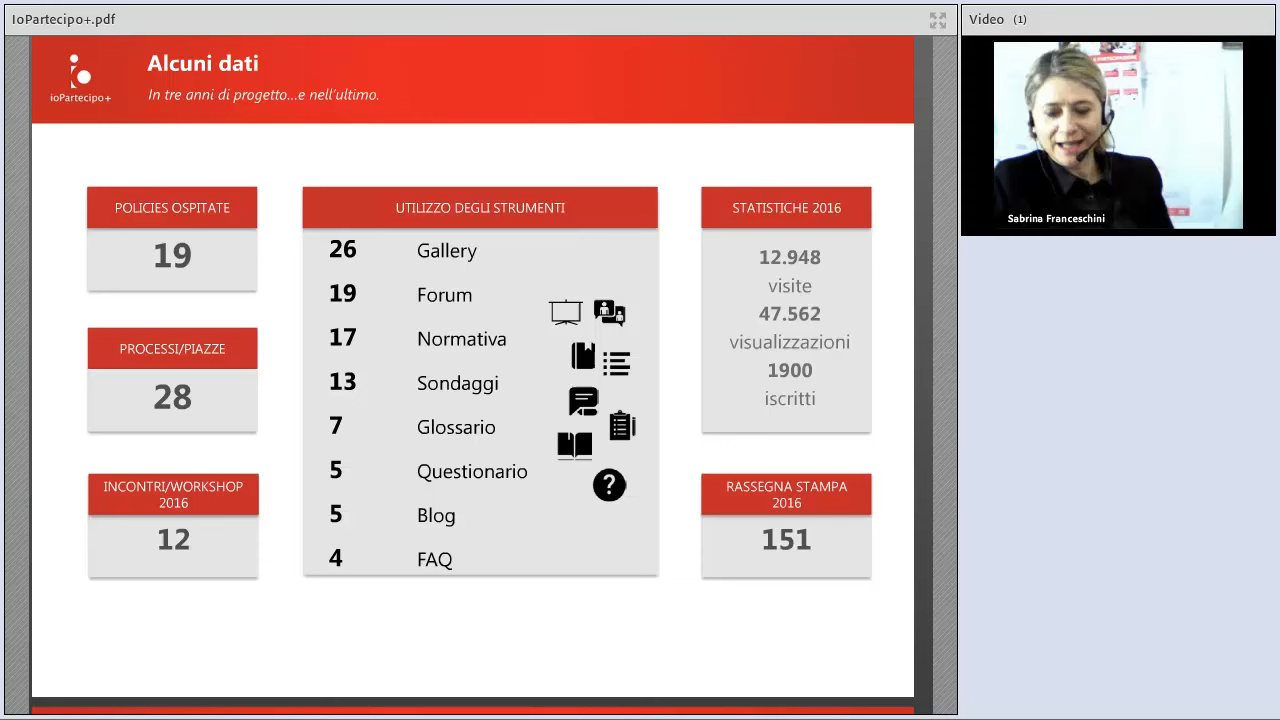 IoPartecipo+.pdf
Video (1)
ioPartecipo+
Alcuni dati
In tre anni di progetto...e nell'ultimo.
POLICIES OSPITATE
19
PROCESSI/PIAZZE
28
INCONTRI/WORKSHOP
2016
12
UTILIZZO DEGLI STRUMENTI
26 Gallery
19 Forum
17 Normativa
13 Sondaggi
7 Glossario
5 Questionario
5 Blog
4 FAQ
?
STATISTICHE 2016
12.948
visite
47.562
visualizzazioni
1900
iscritti
RASSEGNA STAMPA
2016
151
Sabrina Franceschini